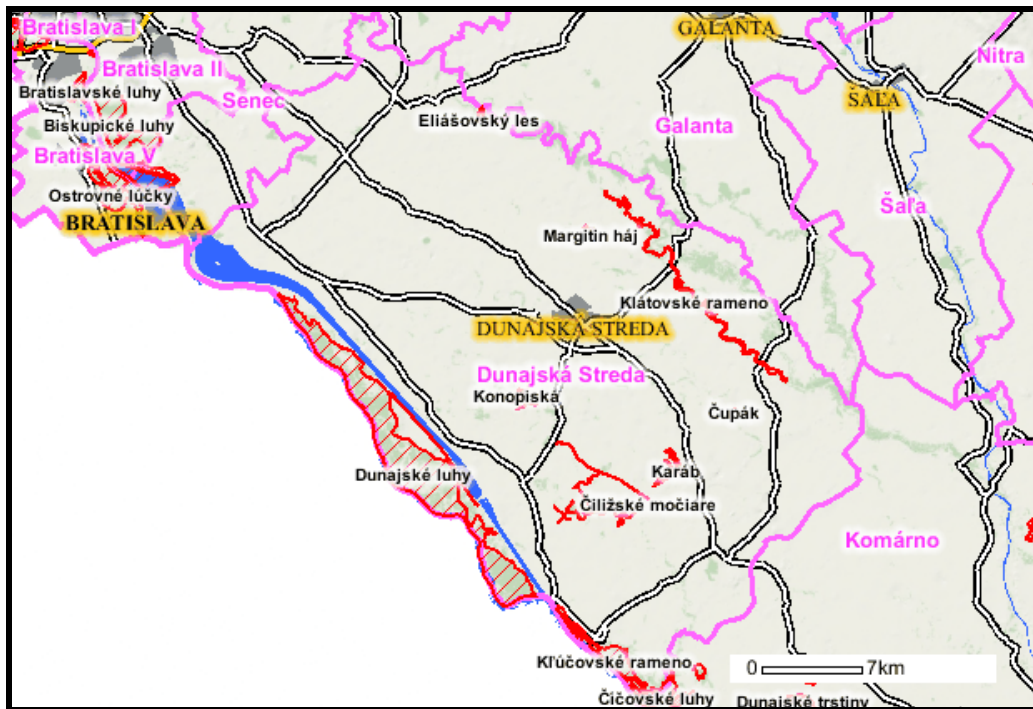 Bratislava I
GALANTA
Nitra
Bratislava II
Bratislavské luhy
Senec
ŠAĽA
Eliášovský les
Biskupické luhy
Galanta
Bratislava V
Ostrovné lúčky
Šaľa
BRATISLAVA
Margitin háj
Klátovské rameno
DUNAJSKÁ STREDA
Dunajská Streda
Konopiská
Čupák
Dunajské luhy
Karáb
Čiližské močiare
Komárno
Kľúčovské rameno
0 7km
Čičovské luhy
Dunajské trstiny